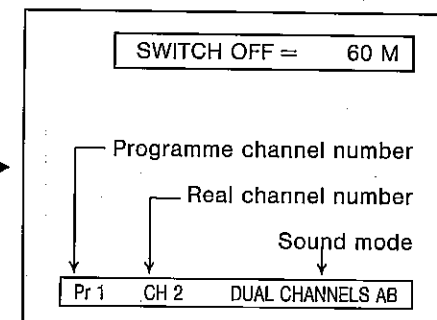 SWITCH OFF = 60 M
Programme channel number
Real channel number
Sound mode
Pr 1 CH 2 DUAL CHANNELS AB